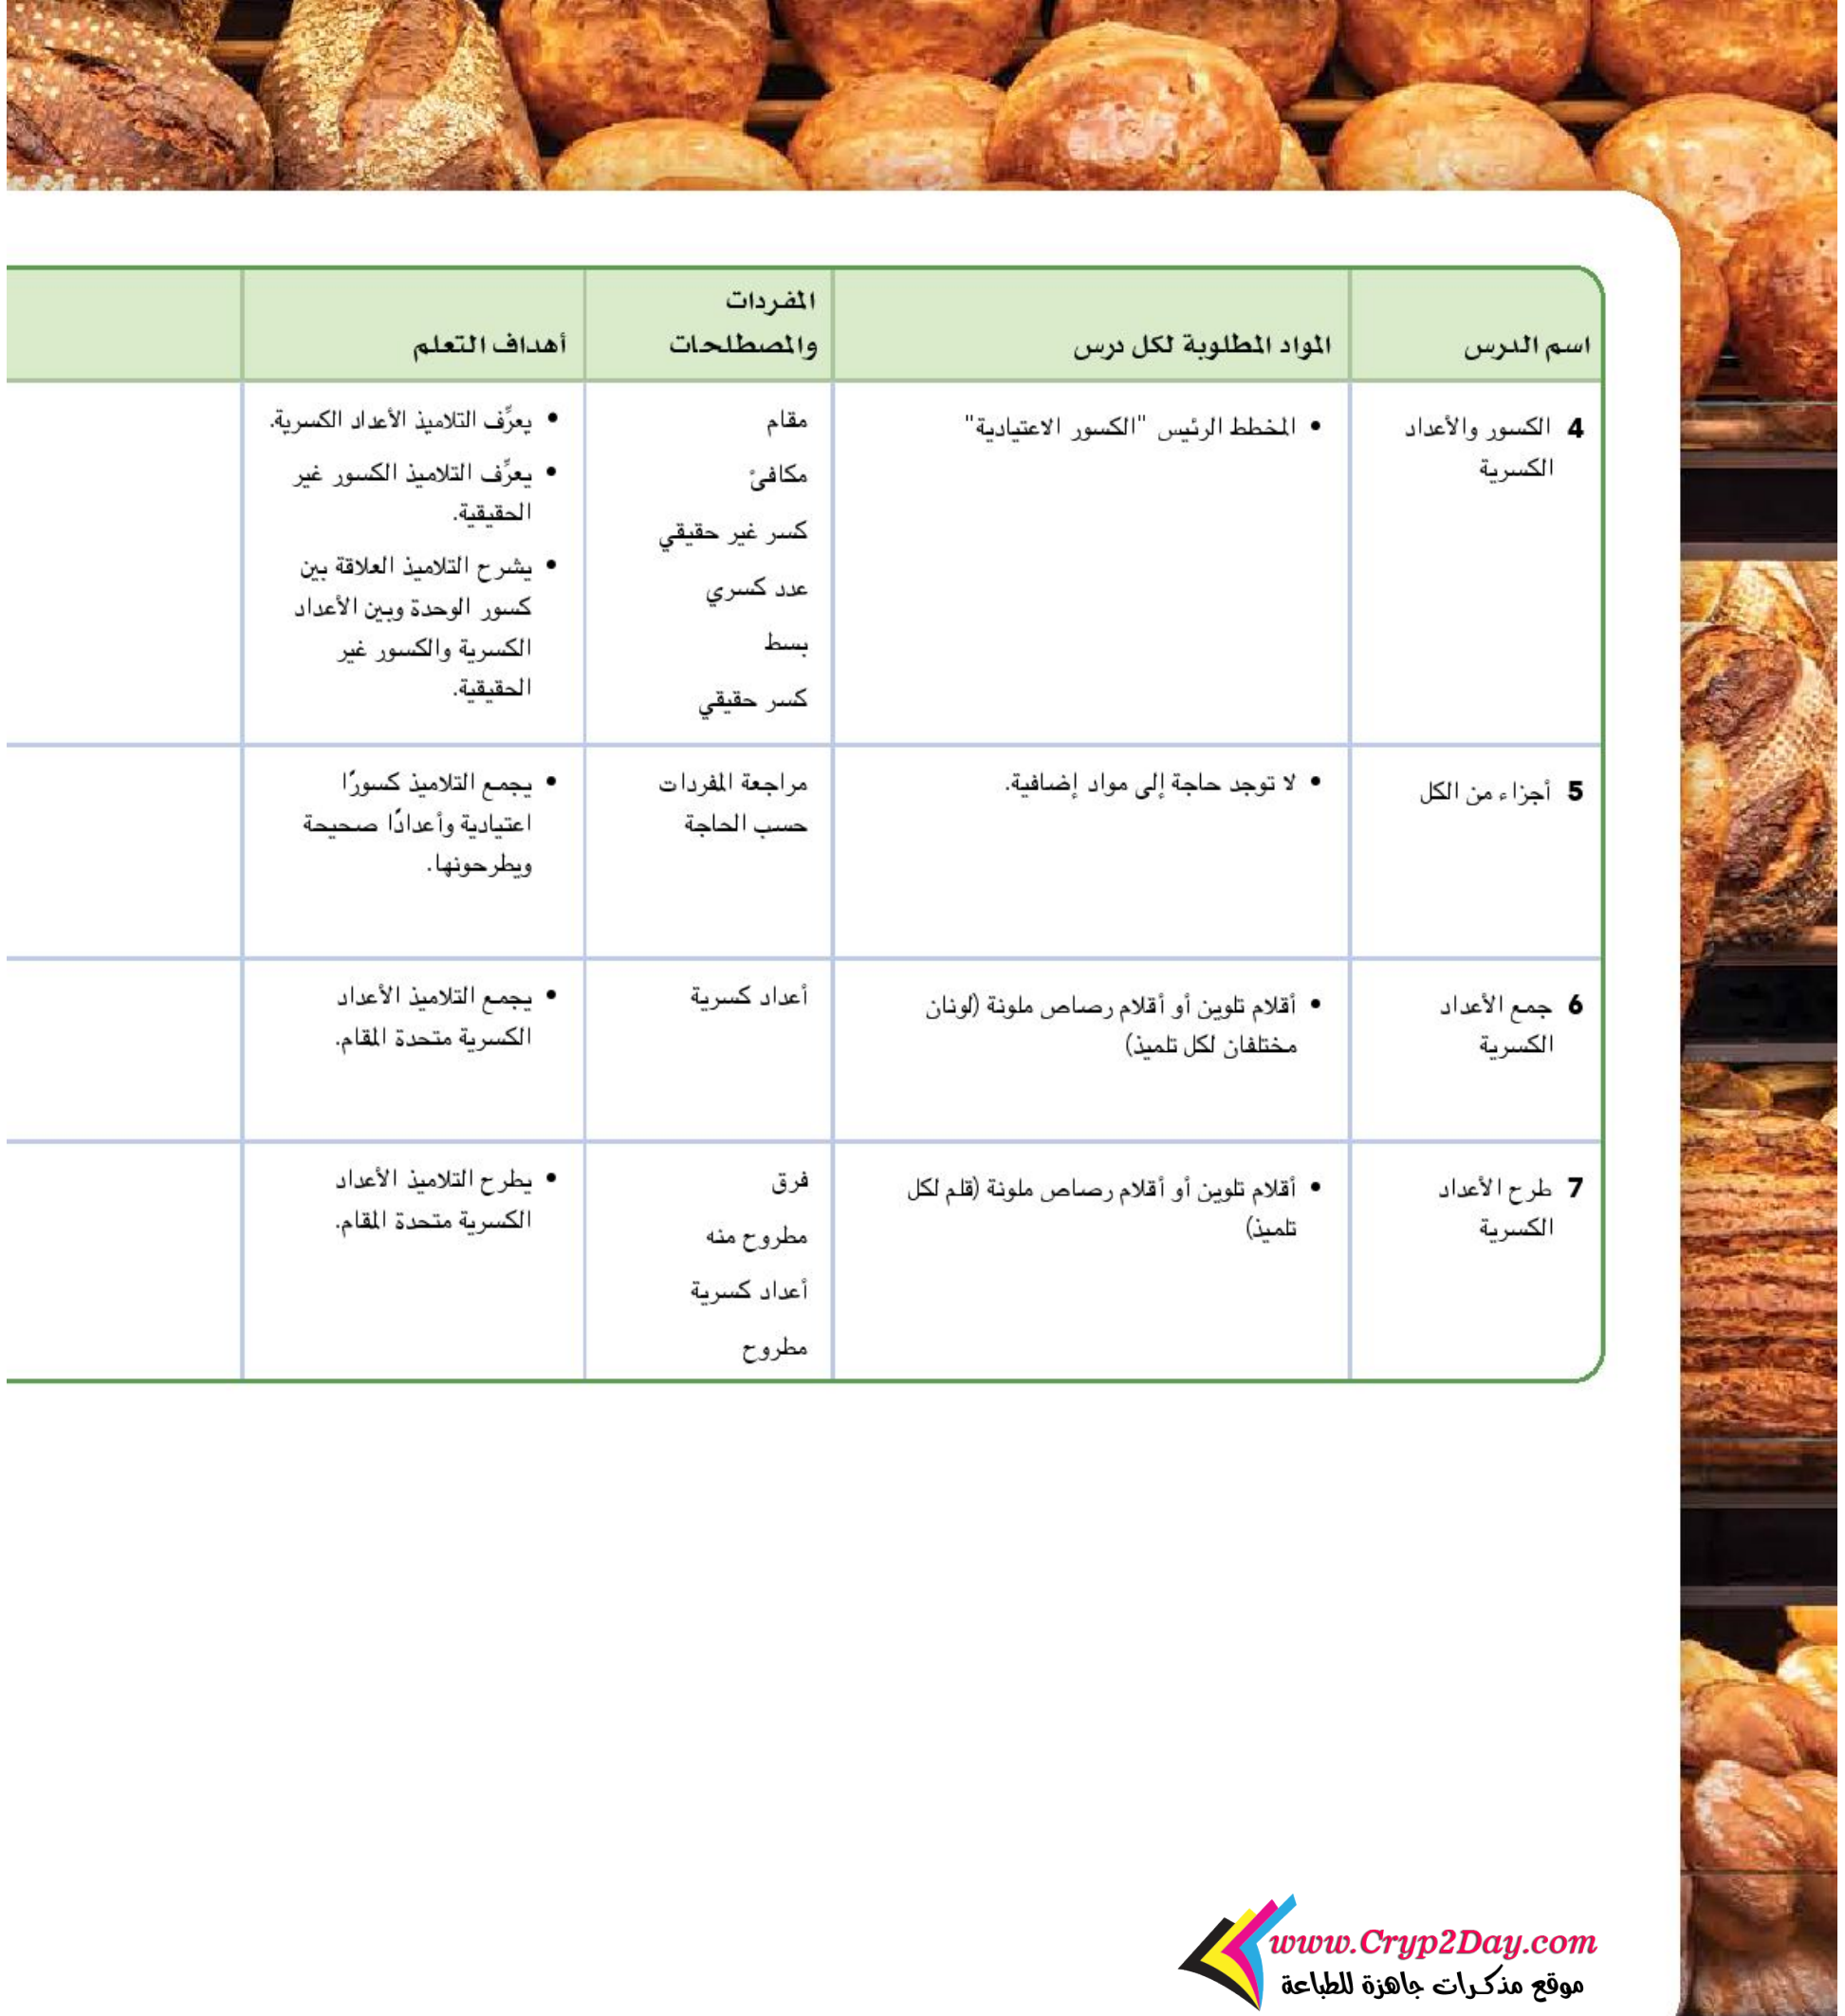 اسم الدرس
المواد المطلوبة لكل درس
المفردات
والمصطلحات
أهداف التعلم
4 الكسور والأعداد
الكسرية
• المخطط الرئيس "الكسور الاعتيادية"
مقام
مكافئ
كسر غير حقيقي
عدد كسري
بسط
كسر حقيقي
• يعرِّف التلاميذ الأعداد الكسرية.
• يعرِّف التلاميذ الكسور غير
الحقيقية.
• يشرح التلاميذ العلاقة بين
كسور الوحدة وبين الأعداد
الكسرية والكسور غير
الحقيقية.
5 أجزاء من الكل
• لا توجد حاجة إلى مواد إضافية.
مراجعة المفردات
حسب الحاجة
• يجمع التلاميذ كسورًا
اعتيادية وأعدادًا صحيحة
ويطرحونها.
6 جمع الأعداد
الكسرية
• أقلام تلوين أو أقلام رصاص ملونة (لونان
مختلفان لكل تلميذ)
أعداد كسرية
• يجمع التلاميذ الأعداد
الكسرية متحدة المقام.
7 طرح الأعداد
الكسرية
• أقلام تلوين أو أقلام رصاص ملونة (قلم لكل
تلميذ)
فرق
مطروح منه
أعداد كسرية
مطروح
• يطرح التلاميذ الأعداد
الكسرية متحدة المقام.
www.Cryp2Day.com
موقع مذكرات جاهزة للطباعة